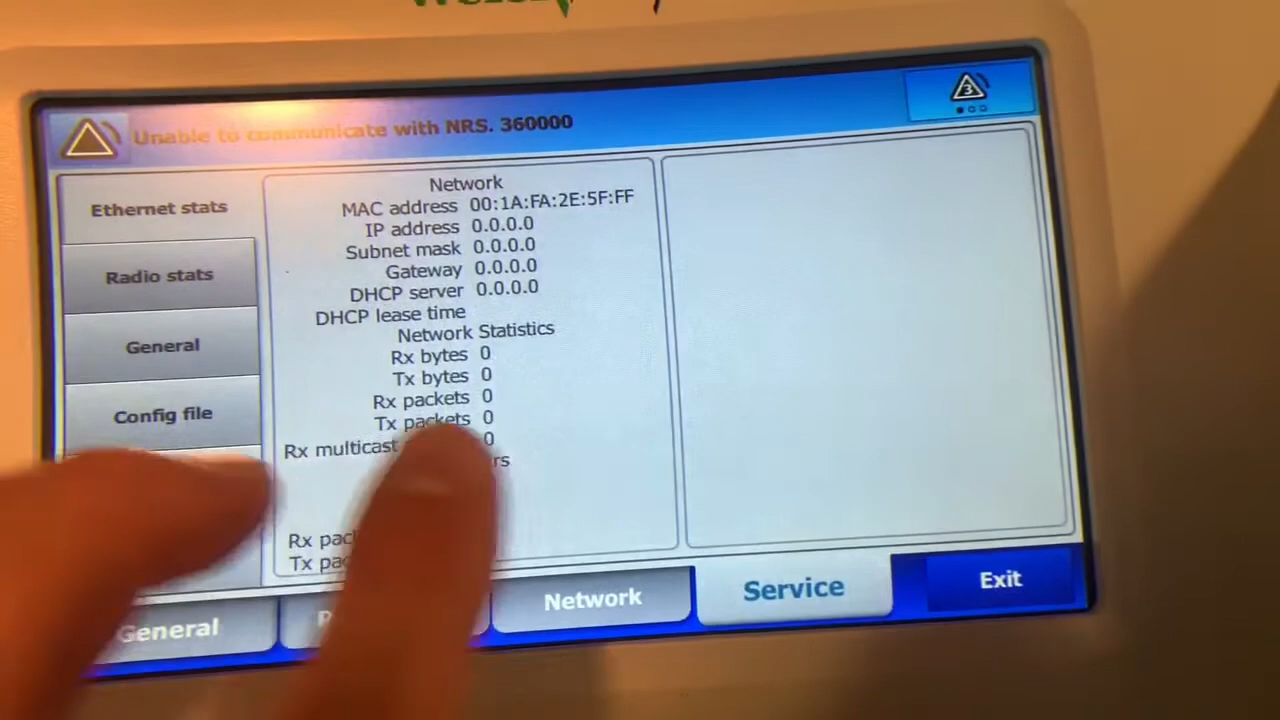 Unable to communicate with NRS. 360000
3
Ethernet stats
Radio stats
General
Config file
Network
MAC address 00:1A:FA:2E:5F:FF
IP address 0.0.0.0
Subnet mask 0.0.0.0
Gateway 0.0.0.0
DHCP server 0.0.0.0
DHCP lease time
Network Statistics
Rx bytes 0
Tx bytes 0
Rx packets 0
Tx packets 0
Rx multicast 0
Rx
Tx
General
Network
Service
Exit